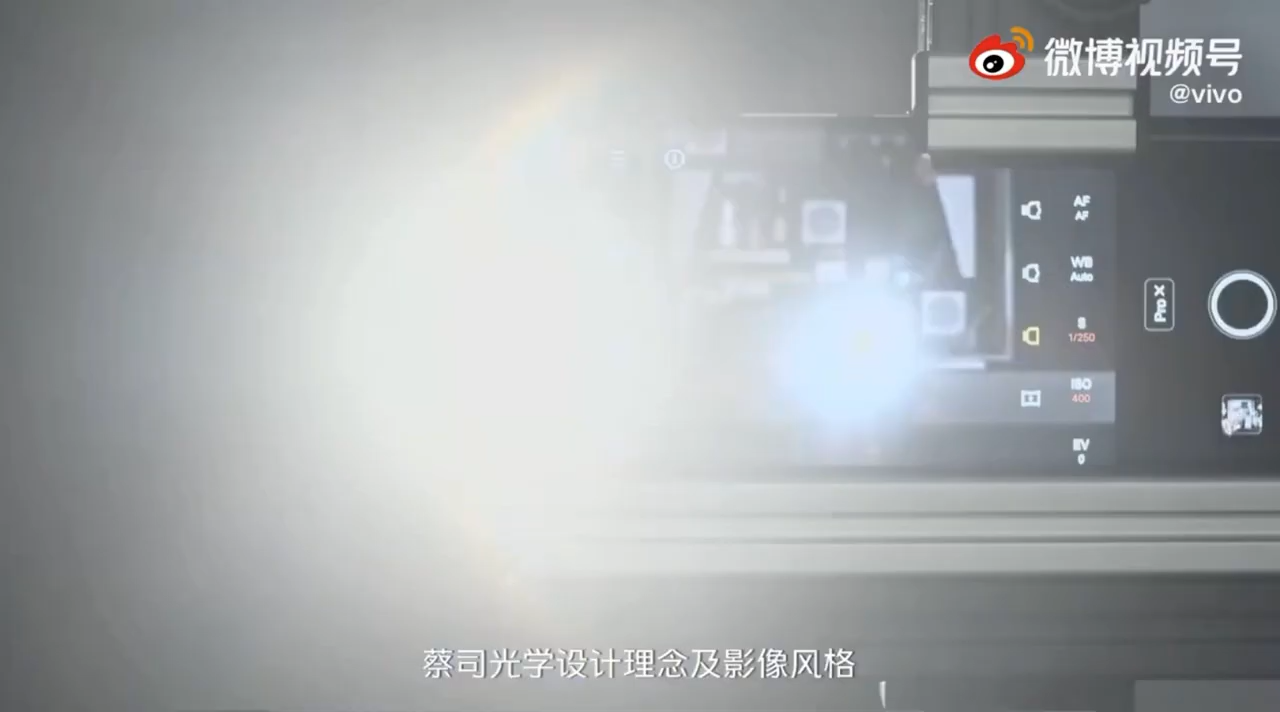 微博视频号
@vivo
AF
AF
WB
Auto
S
1/250
ISO
400
EV
0
Pro X
蔡司光学设计理念及影像风格